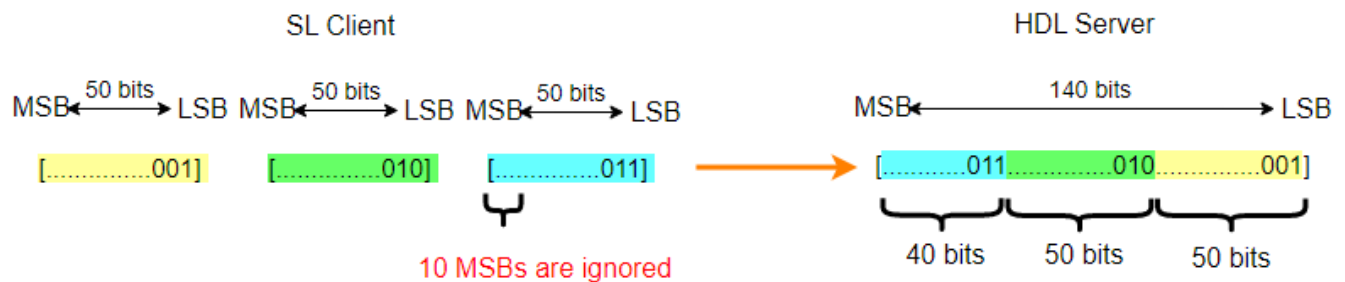 SL Client
HDL Server
MSB 50 bits LSB MSB 50 bits LSB MSB 50 bits LSB
MSB 140 bits LSB
[..............001] [..............010] [..............011]
[............011..............010..............001]
10 MSBs are ignored
40 bits 50 bits 50 bits